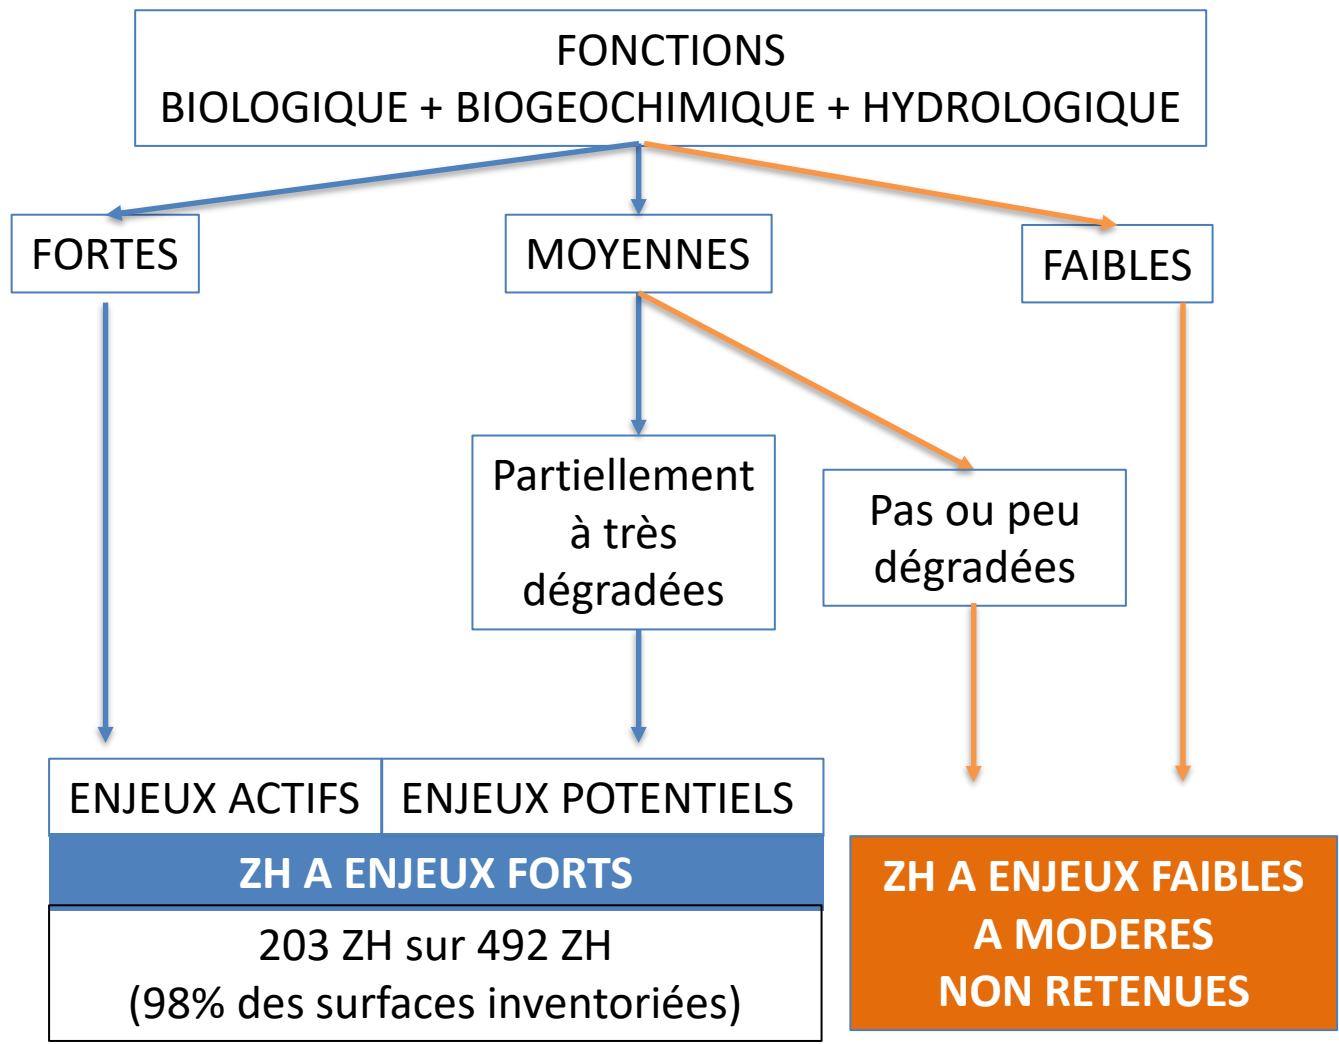 FONCTIONS
BIOLOGIQUE + BIOGEOCHIMIQUE + HYDROLOGIQUE
FORTES
MOYENNES
FAIBLES
Partiellement
à très
dégradées
Pas ou peu
dégradées
ENJEUX ACTIFS
ENJEUX POTENTIELS
ZH A ENJEUX FORTS
203 ZH sur 492 ZH
(98% des surfaces inventoriées)
ZH A ENJEUX FAIBLES
A MODERES
NON RETENUES